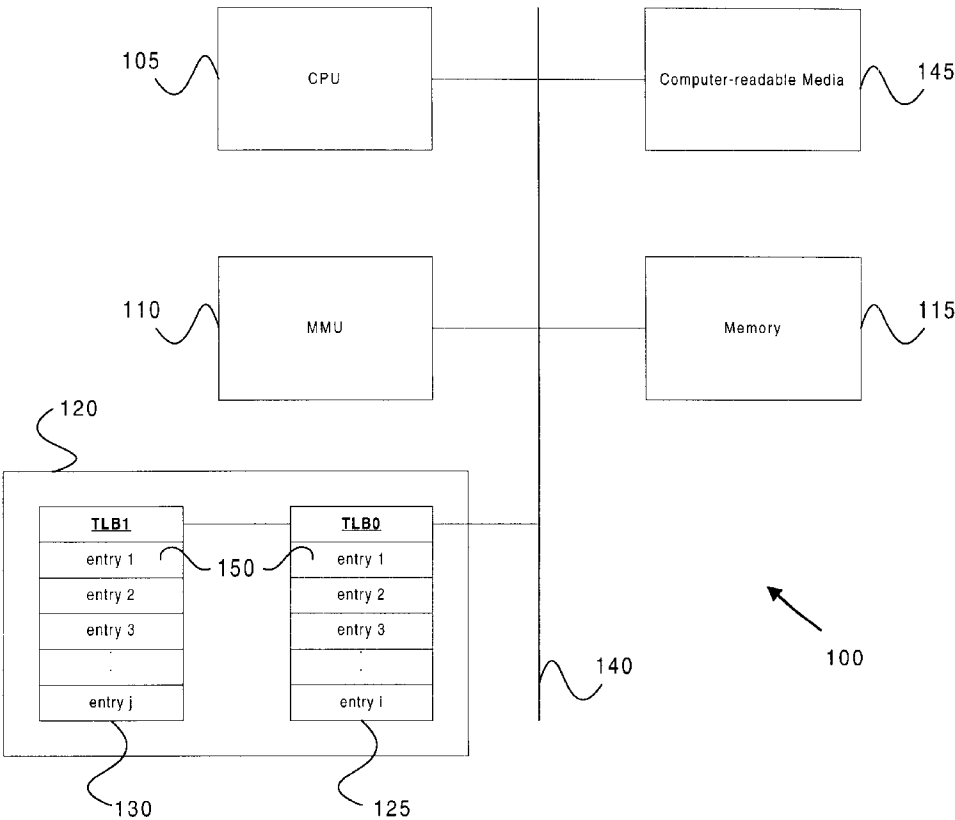 105
CPU
Computer-readable Media
145
110
MMU
Memory
115
120
TLB1
TLB0
entry 1
150
entry 1
entry 2
entry 2
entry 3
entry 3
:
:
entry j
entry i
140
100
130
125